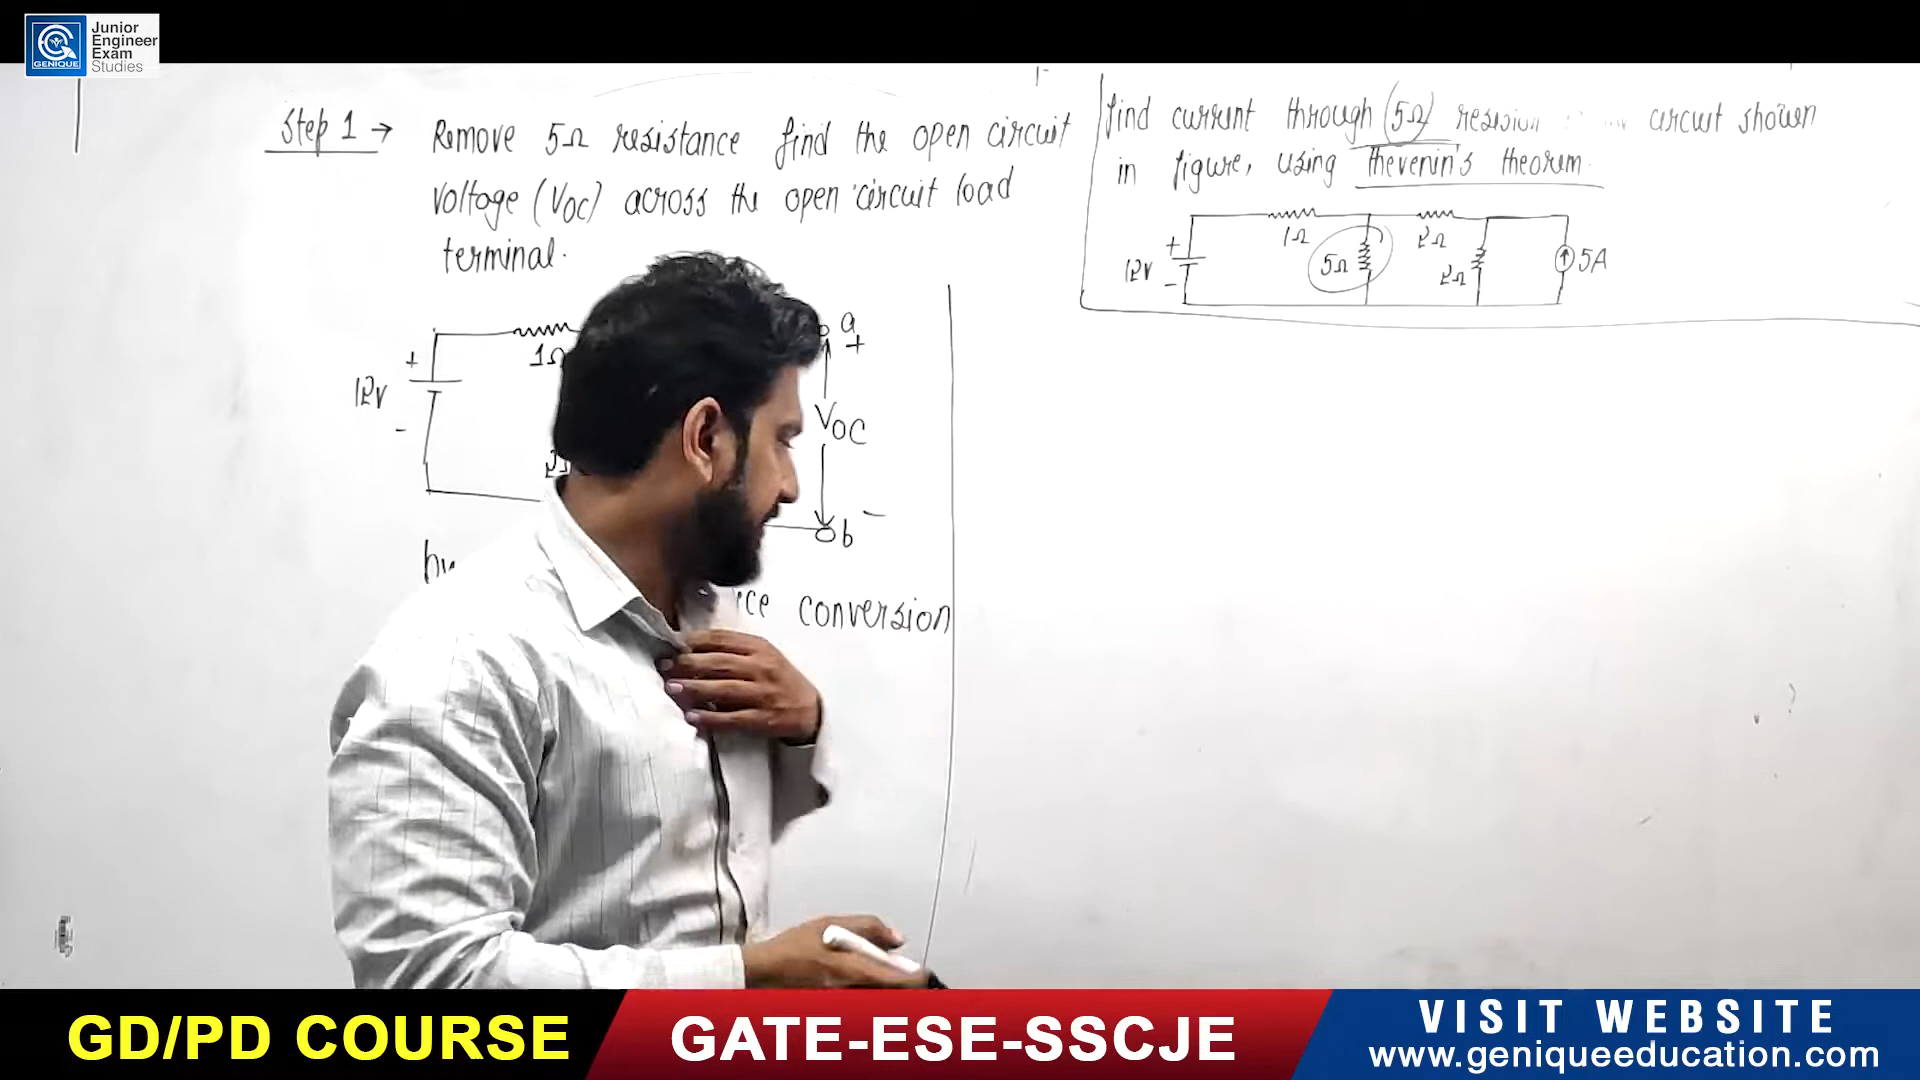 Junior
Engineer
Exam
Studies
GENIQUE
Step 1 → Remove 5Ω resistance find the open circuit
voltage (Voc) across the open circuit load
terminal.
12V
+
-
1Ω
a
+
Voc
b
-
conversion
find current through (5Ω) circuit shown
in figure, using thevenin's theorem.
12V
+
-
1Ω
5Ω
2Ω
2Ω
5A
GD/PD COURSE
GATE-ESE-SSCJE
VISIT WEBSITE
www.geniqueeducation.com